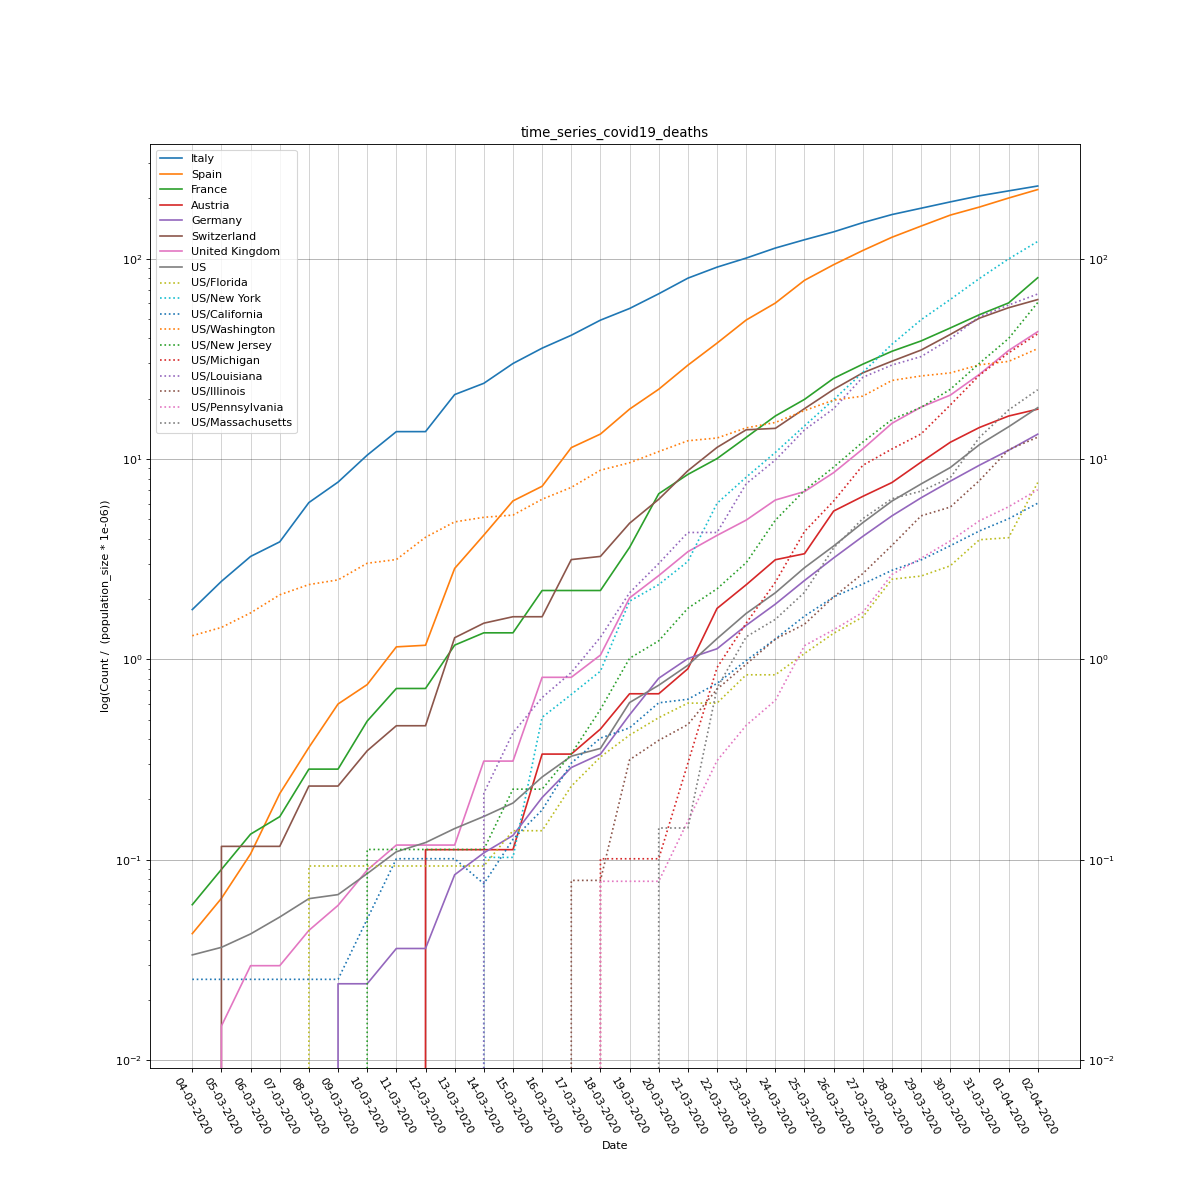 time_series_covid19_deaths
Italy
Spain
France
Austria
Germany
Switzerland
United Kingdom
US
US/Florida
US/New York
US/California
US/Washington
US/New Jersey
US/Michigan
US/Louisiana
US/Illinois
US/Pennsylvania
US/Massachusetts
10²
10¹
10⁰
10⁻¹
10⁻²
10²
10¹
10⁰
10⁻¹
10⁻²
log(Count / (population_size * 1e-06))
04-03-2020
05-03-2020
06-03-2020
07-03-2020
08-03-2020
09-03-2020
10-03-2020
11-03-2020
12-03-2020
13-03-2020
14-03-2020
15-03-2020
16-03-2020
17-03-2020
18-03-2020
19-03-2020
20-03-2020
21-03-2020
22-03-2020
23-03-2020
24-03-2020
25-03-2020
26-03-2020
27-03-2020
28-03-2020
29-03-2020
30-03-2020
31-03-2020
01-04-2020
02-04-2020
Date